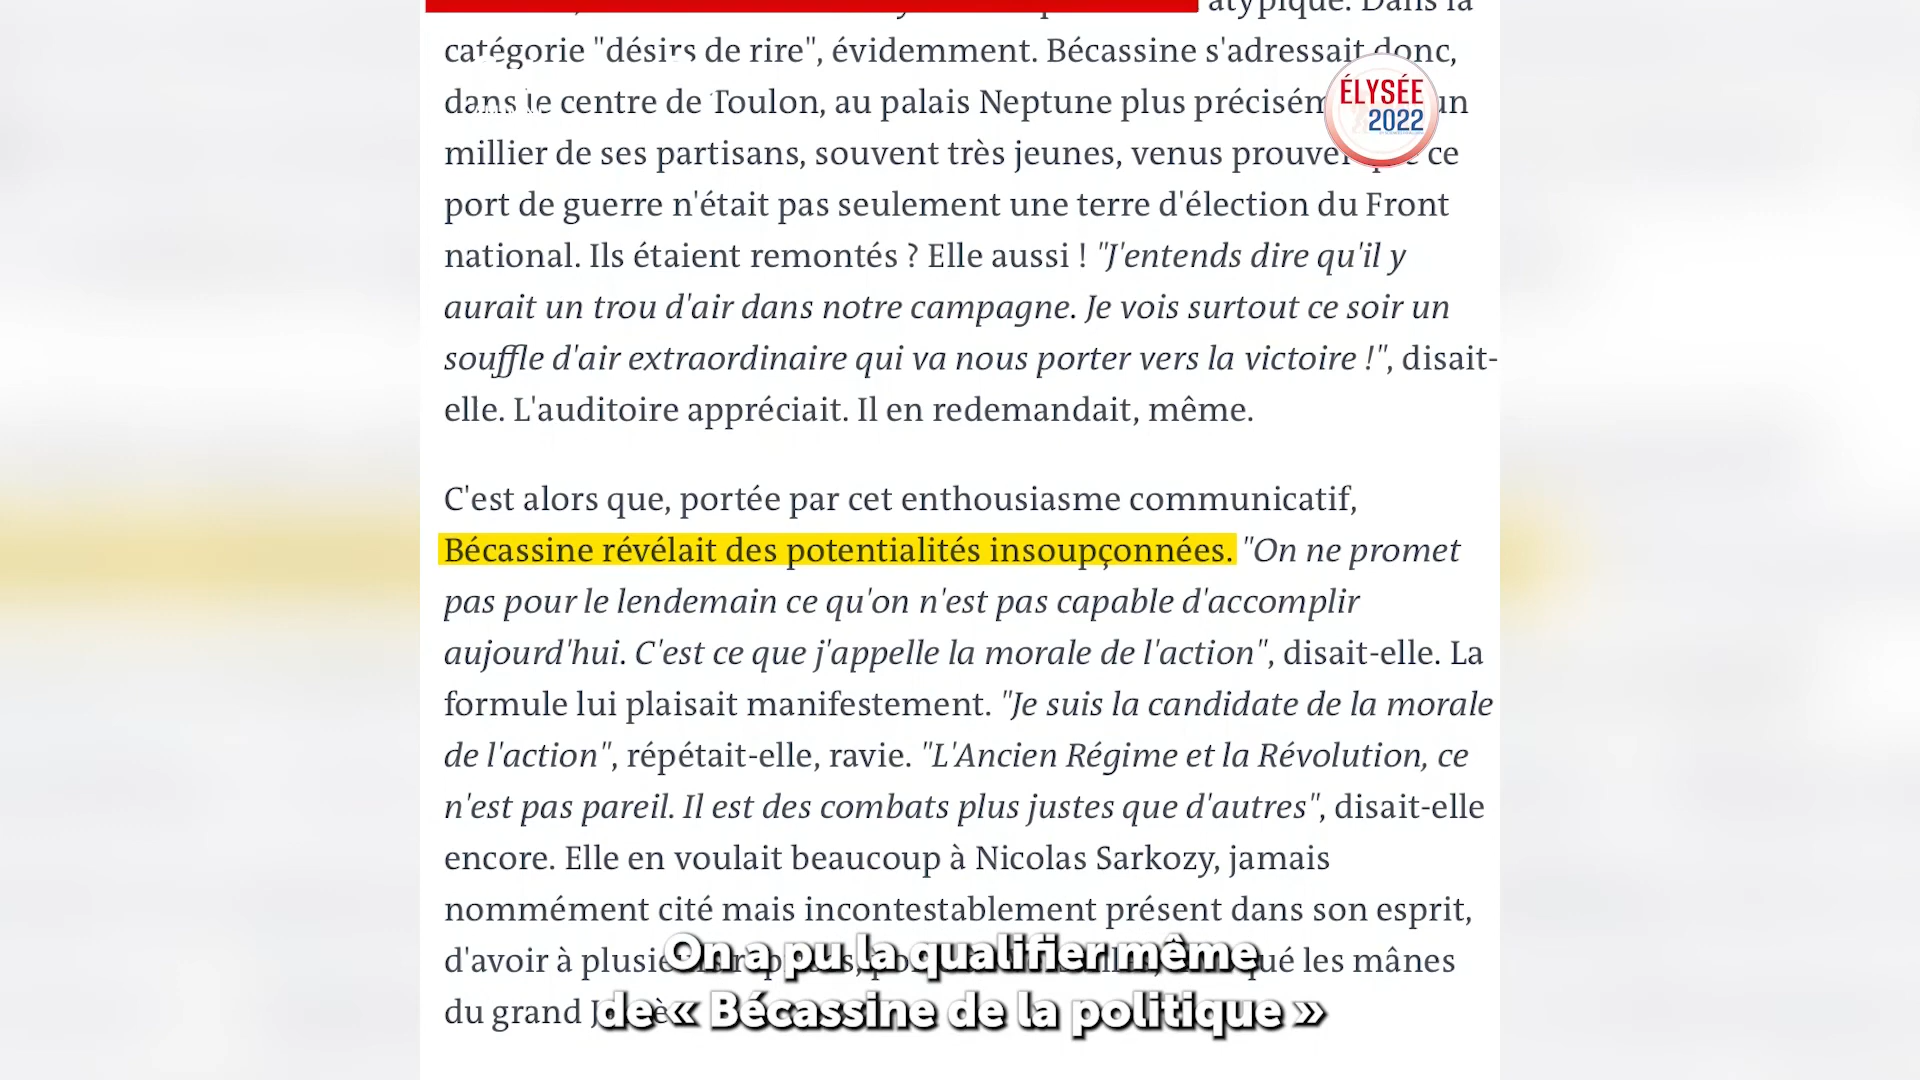 atypique. Dans la
catégorie "désirs de rire", évidemment. Bécassine s'adressait donc,
dans le centre de Toulon, au palais Neptune plus précisém un
millier de ses partisans, souvent très jeunes, venus prouver que ce
port de guerre n'était pas seulement une terre d'élection du Front
national. Ils étaient remontés ? Elle aussi ! "J'entends dire qu'il y
aurait un trou d'air dans notre campagne. Je vois surtout ce soir un
souffle d'air extraordinaire qui va nous porter vers la victoire !", disait-
elle. L'auditoire appréciait. Il en redemandait, même.
C'est alors que, portée par cet enthousiasme communicatif,
Bécassine révélait des potentialités insoupçonnées. "On ne promet
pas pour le lendemain ce qu'on n'est pas capable d'accomplir
aujourd'hui. C'est ce que j'appelle la morale de l'action", disait-elle. La
formule lui plaisait manifestement. "Je suis la candidate de la morale
de l'action", répétait-elle, ravie. "L'Ancien Régime et la Révolution, ce
n'est pas pareil. Il est des combats plus justes que d'autres", disait-elle
encore. Elle en voulait beaucoup à Nicolas Sarkozy, jamais
nommément cité mais incontestablement présent dans son esprit,
d'avoir à les mânes
du grand
ÉLYSÉE
2022
On a pu la qualifier même
de « Bécassine de la politique »